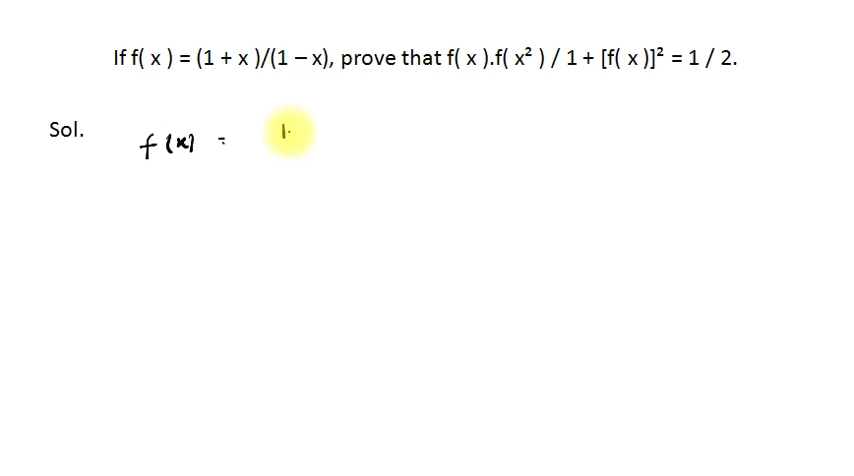 If f( x ) = (1 + x )/(1 – x), prove that f( x ).f( x² ) / 1 + [f( x )]² = 1 / 2.
Sol.
f (x) =